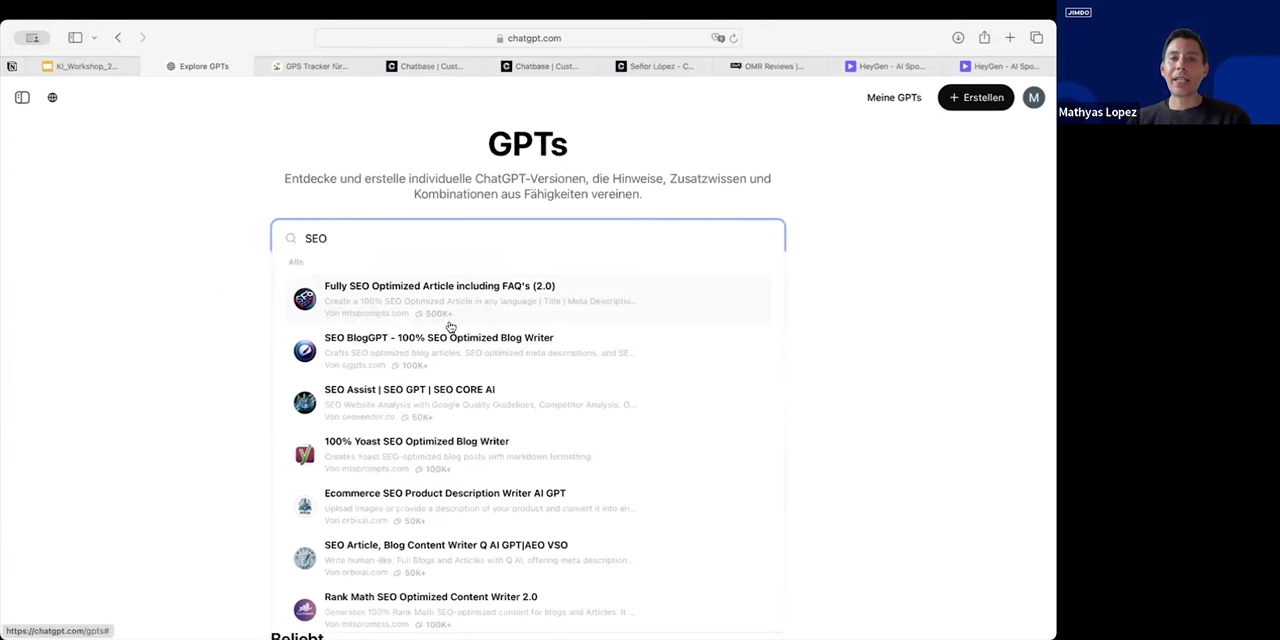 chatgpt.com
KI_Workshop_2...
Explore GPTs
GPS Tracker für...
Chatbase | Cust...
Chatbase | Cust...
Señor López - C...
OMR Reviews |...
HeyGen - AI Spo...
HeyGen - AI Spo...
JIMDO
Mathyas Lopez
Meine GPTs
+ Erstellen
M
GPTs
Entdecke und erstelle individuelle ChatGPT-Versionen, die Hinweise, Zusatzwissen und
Kombinationen aus Fähigkeiten vereinen.
SEO
Alle
Fully SEO Optimized Article including FAQ's (2.0)
Create a 100% SEO Optimized Article in any language | Title | Meta Descriptio...
Von mtsprompts.com 500K+
SEO BlogGPT - 100% SEO Optimized Blog Writer
Crafts SEO optimized blog articles, SEO optimized meta descriptions, and SE...
Von sjgpts.com 100K+
SEO Assist | SEO GPT | SEO CORE AI
SEO Website Analysis with Google Quality Guidelines, Competitor Analysis. O...
Von seovendor.co 50K+
100% Yoast SEO Optimized Blog Writer
Creates Yoast SEO-optimized blog posts with markdown formatting.
Von mtsprompts.com 100K+
Ecommerce SEO Product Description Writer AI GPT
Upload images or provide a description of your product and convert it into an...
Von orbixai.com 50K+
SEO Article, Blog Content Writer Q AI GPT|AEO VSO
Write human-like, Full Blogs and Articles with Q AI, offering meta description...
Von orbixai.com 50K+
Rank Math SEO Optimized Content Writer 2.0
Generates 100% Rank Math SEO-optimized content for blogs and Articles. It ...
Von mtsprompts.com 100K+
Beliebt
https://chatgpt.com/gpts#